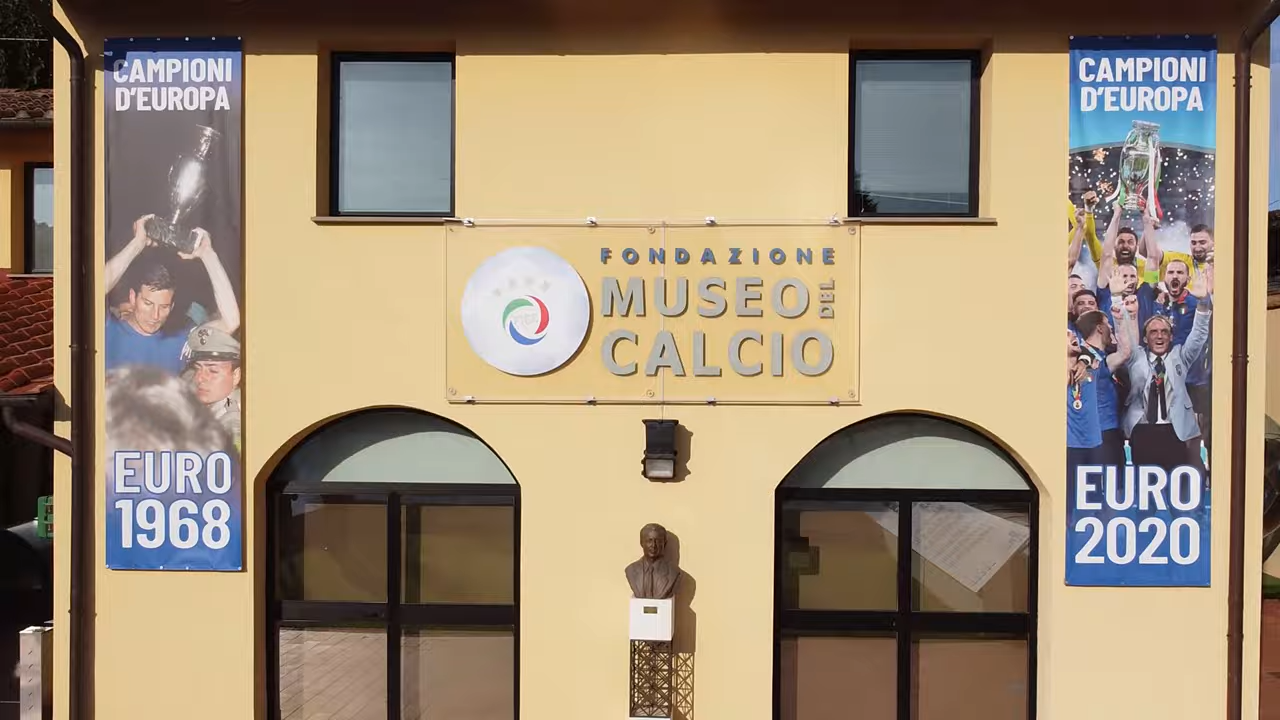 CAMPIONI
D'EUROPA
EURO
1968
FONDAZIONE
MUSEO DEL
CALCIO
CAMPIONI
D'EUROPA
EURO
2020